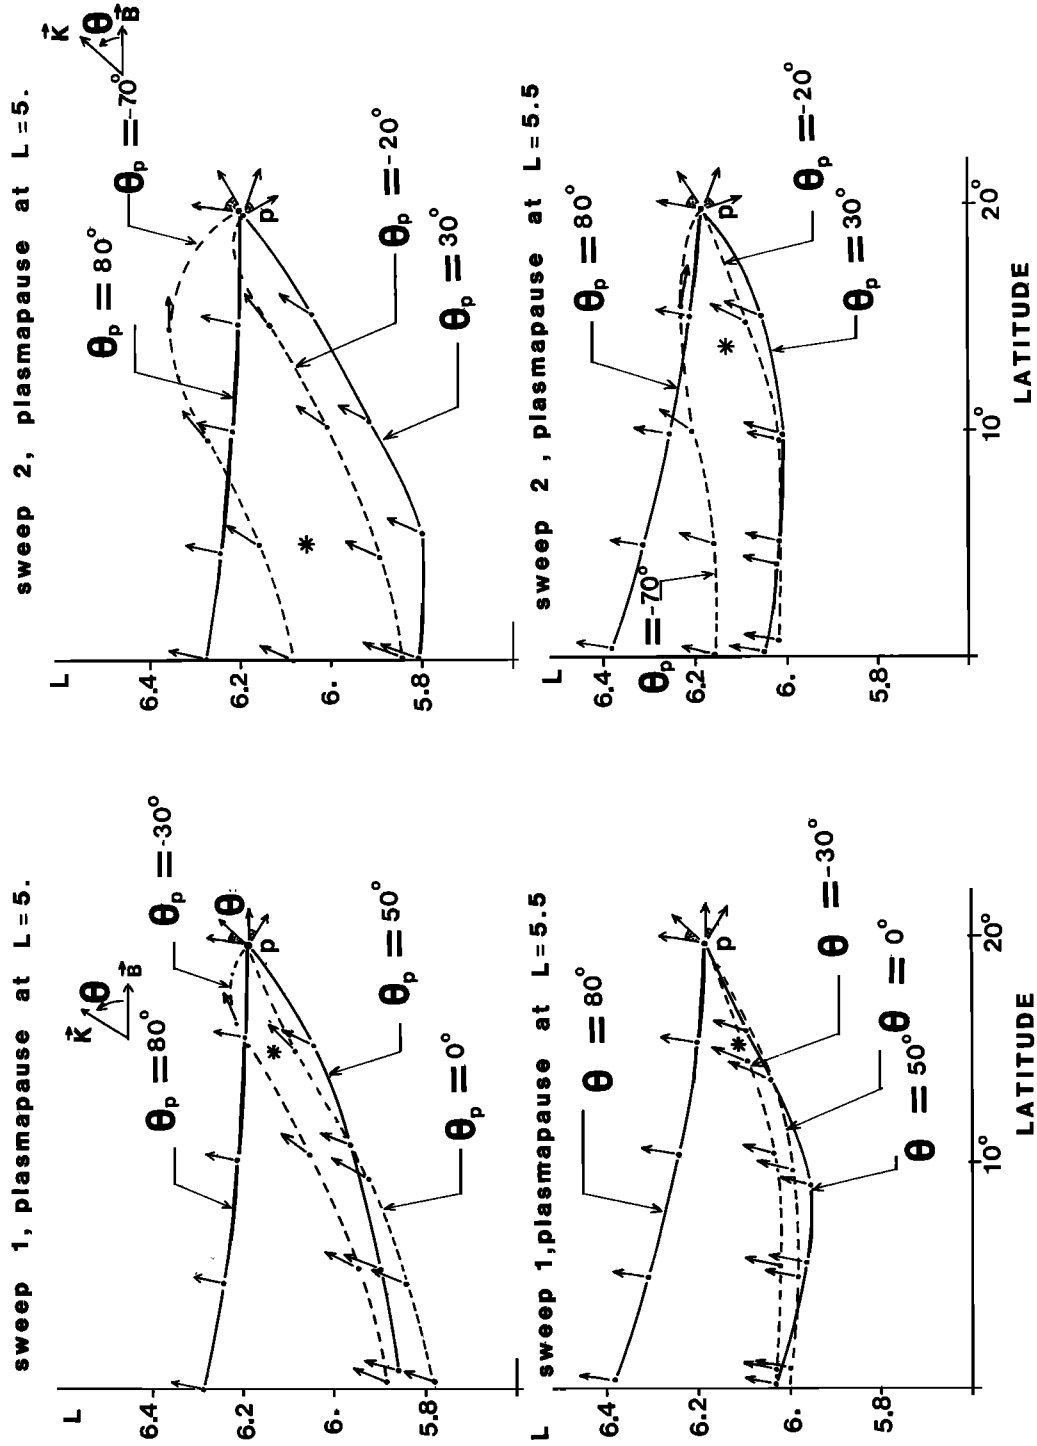 sweep 1, plasmapause at L=5.
L
6.4
6.2
6.
5.8
θp = 80°
K
θ
B
θp = -30°
θ
p
θp = 50°
θp = 0°
sweep 2, plasmapause at L=5.
L
6.4
6.2
6.
5.8
θp = 80°
θp = -70°
K
θ
B
p
θp = -20°
θp = 30°
sweep 1,plasmapause at L=5.5
L
6.4
6.2
6.
5.8
θ = 80°
p
θ = -30°
θ = 0°
θ = 50°
10°
20°
LATITUDE
sweep 2 , plasmapause at L=5.5
L
6.4
6.2
6.
5.8
θp = -70°
θp = 80°
p
θp = -20°
θp = 30°
10°
20°
LATITUDE